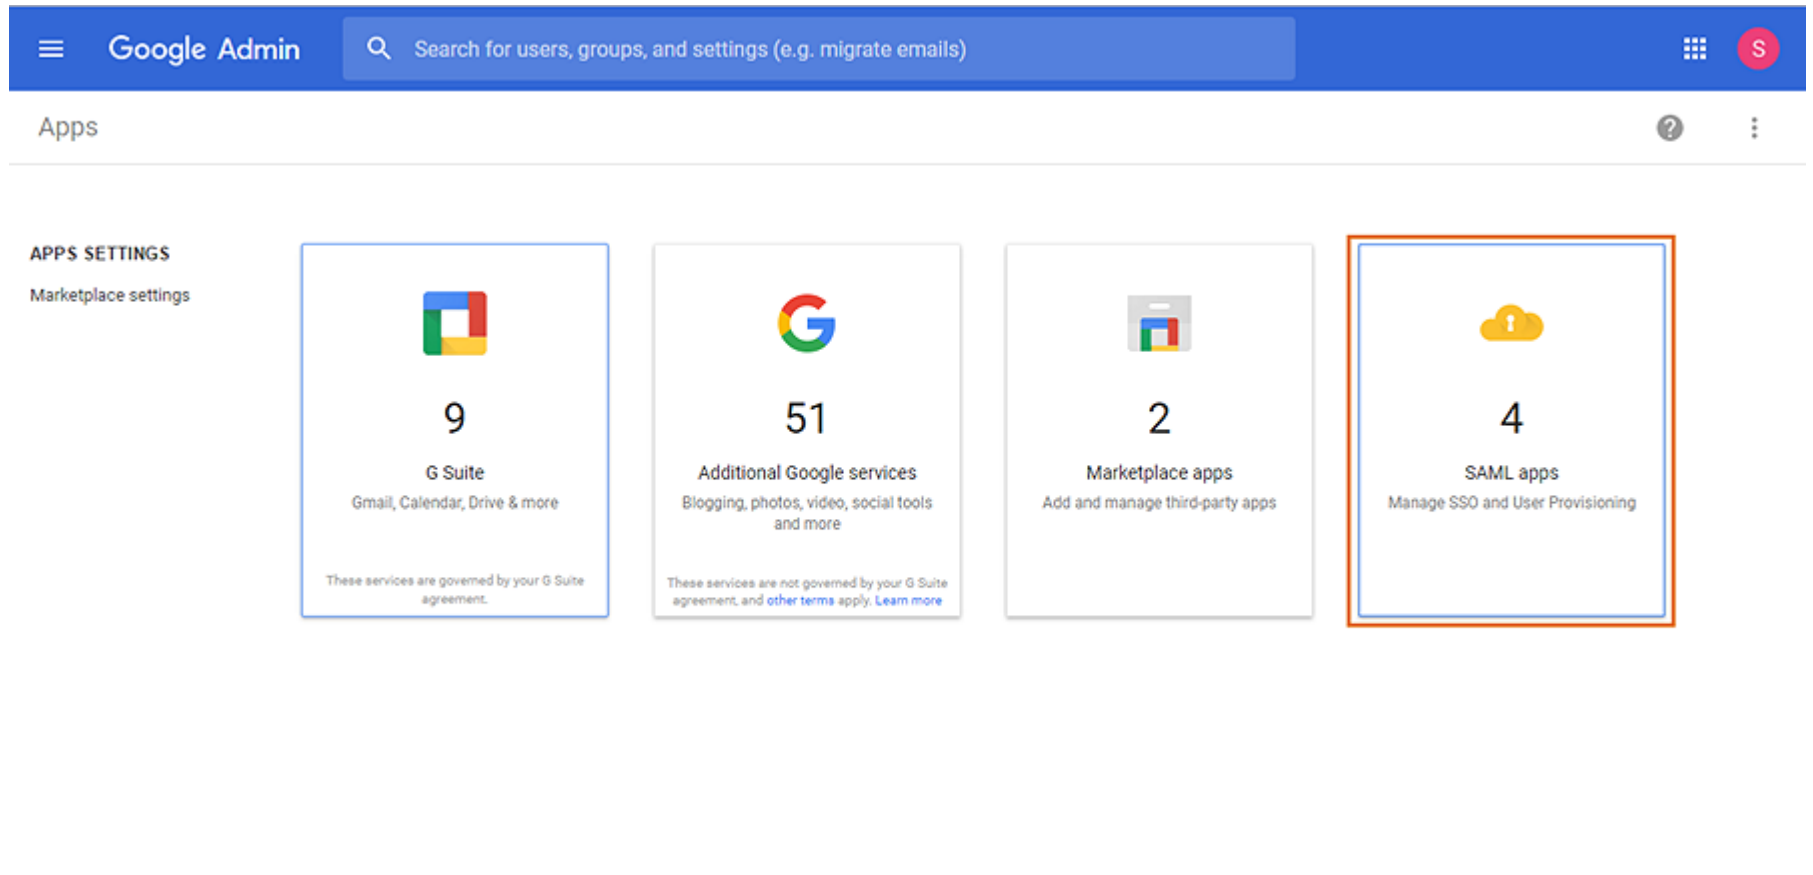 Google Admin
Search for users, groups, and settings (e.g. migrate emails)
S
Apps
APPS SETTINGS
Marketplace settings
9
G Suite
Gmail, Calendar, Drive & more
These services are governed by your G Suite
agreement.
51
Additional Google services
Blogging, photos, video, social tools
and more
These services are not governed by your G Suite
agreement, and other terms apply. Learn more
2
Marketplace apps
Add and manage third-party apps
4
SAML apps
Manage SSO and User Provisioning